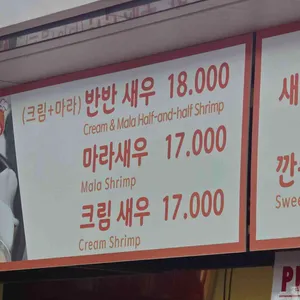 (크림+마라) 반반 새우 18.000
Cream & Mala Half-and-half Shrimp
마라새우 17.000
Mala Shrimp
크림 새우 17.000
Cream Shrimp
새
깐
Swee